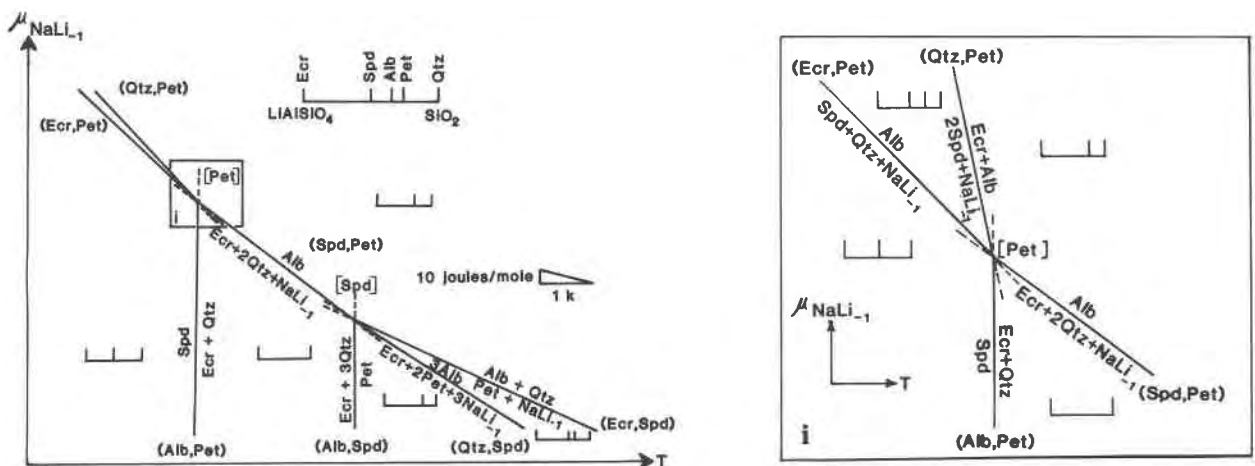 μ NaLi₋₁
(Qtz,Pet)
(Ecr,Pet)
Ecr
Spd
Alb
Pet
Qtz
LiAlSiO₄
SiO₂
[Pet]
i
(Spd,Pet)
Alb
Ecr+2Qtz+NaLi₋₁
[Spd]
10 joules/mole
1 k
Spd
Ecr + Qtz
Ecr + 3Qtz
Pet
Alb + Qtz
Pet + NaLi₋₁
3Alb
Ecr+2Pet+3NaLi₋₁
(Ecr,Spd)
(Alb,Pet)
(Alb,Spd)
(Qtz,Spd)
T
(Ecr,Pet)
(Qtz,Pet)
Alb
Spd+Qtz+NaLi₋₁
Ecr+Alb
2Spd+NaLi₋₁
[Pet]
Alb
Ecr+2Qtz+NaLi₋₁
μ NaLi₋₁
T
Spd
Ecr+Qtz
(Spd,Pet)
i
(Alb,Pet)